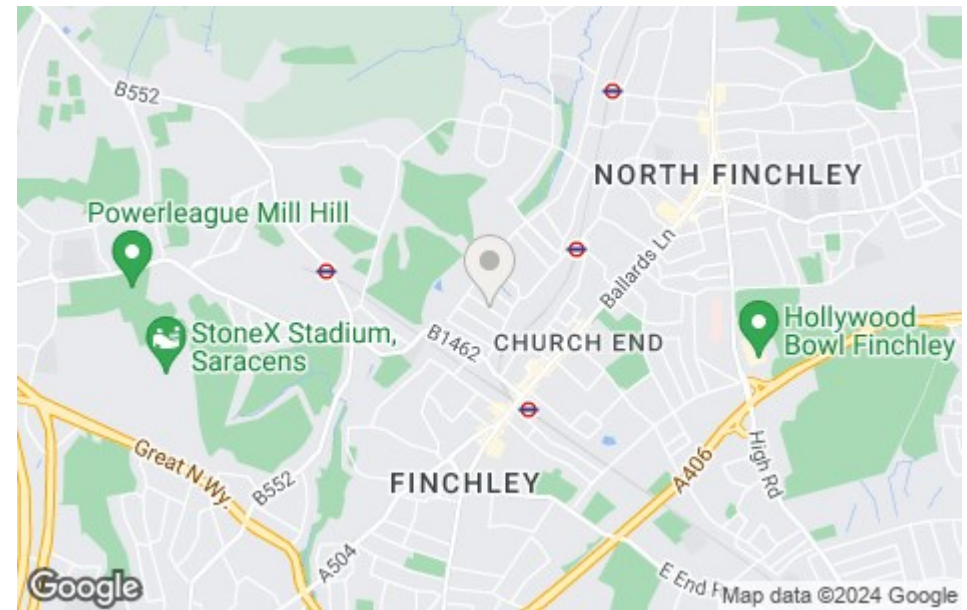 B552
NORTH FINCHLEY
Powerleague Mill Hill
Ballards Ln
StoneX Stadium,
Saracens
B1462
CHURCH END
Hollywood
Bowl Finchley
Great N Wy.
B552
FINCHLEY
A406
High Rd
A504
E End
Google
Map data ©2024 Google